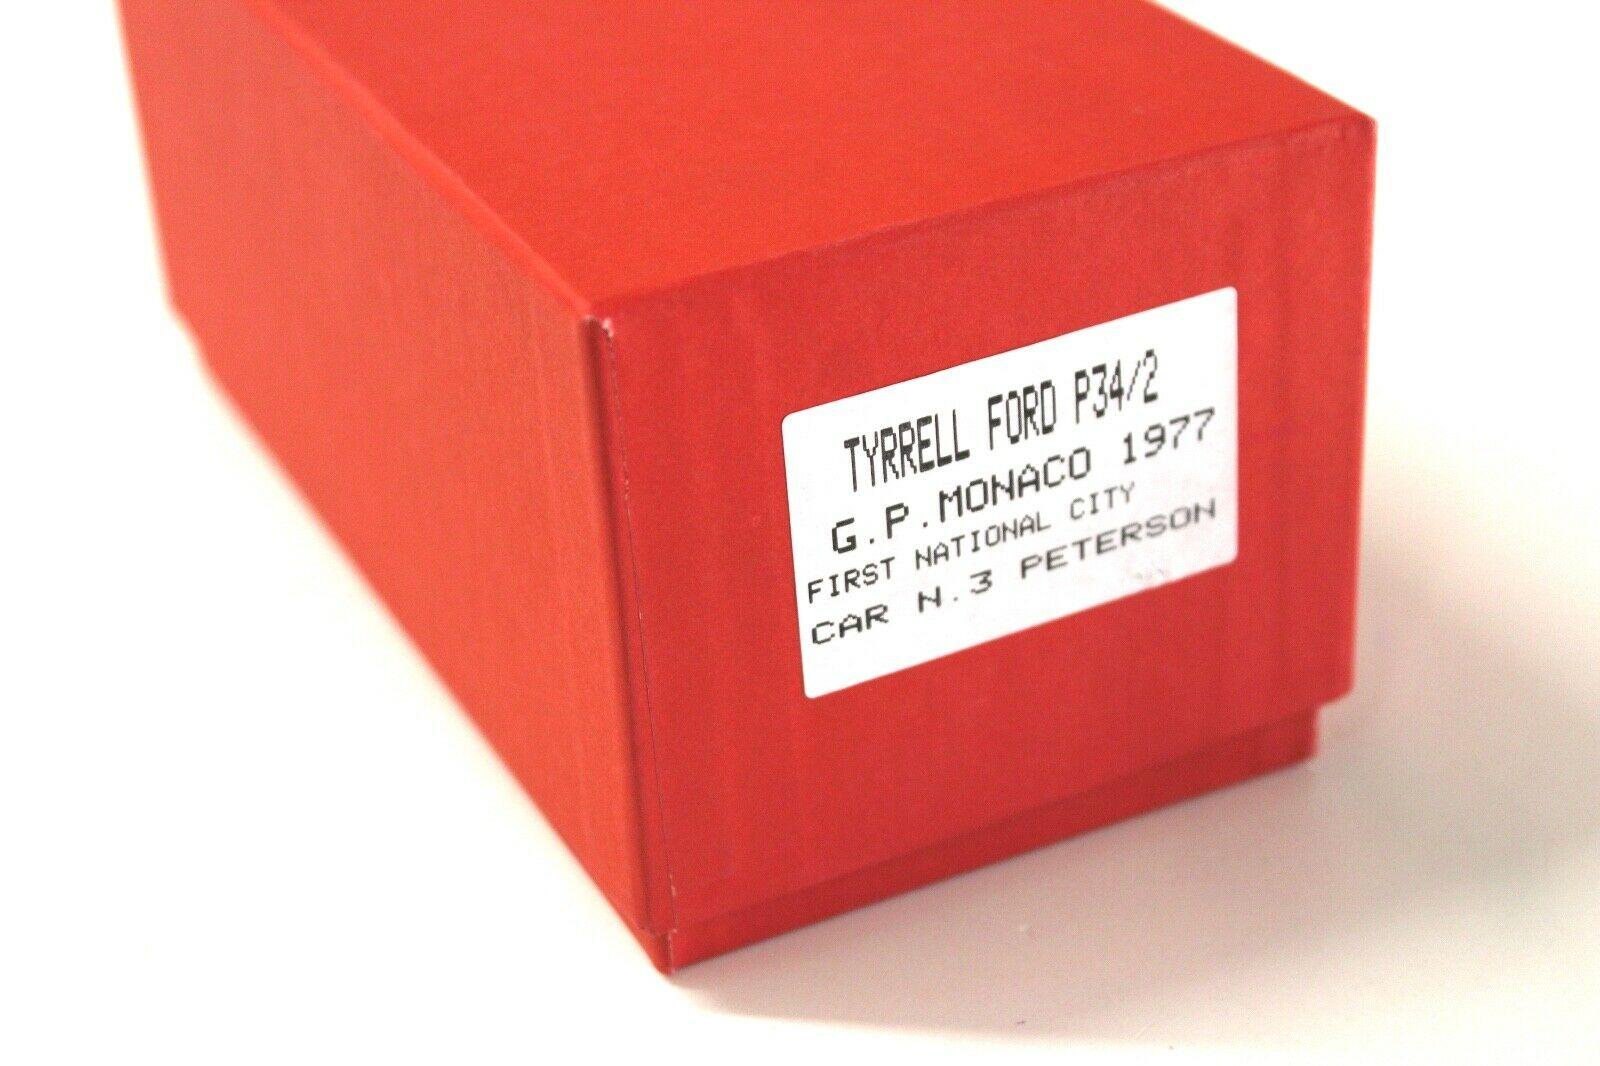 TYRRELL FORD P34/2
G.P.MONACO 1977
FIRST NATIONAL CITY
CAR N.3 PETERSON